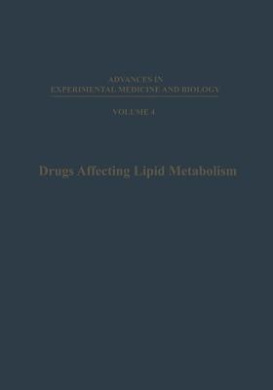 ADVANCES IN
EXPERIMENTAL MEDICINE AND BIOLOGY
VOLUME 4
Drugs Affecting Lipid Metabolism